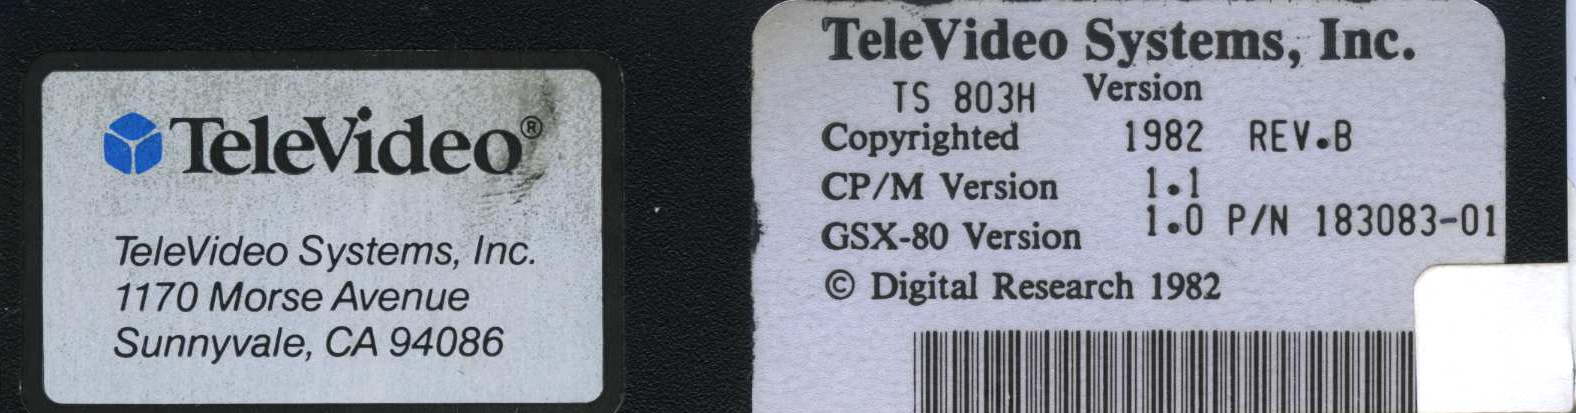 TeleVideo®
TeleVideo Systems, Inc.
1170 Morse Avenue
Sunnyvale, CA 94086
TeleVideo Systems, Inc.
TS 803H Version
Copyrighted 1982 REV.B
CP/M Version 1.1
GSX-80 Version 1.0 P/N 183083-01
© Digital Research 1982